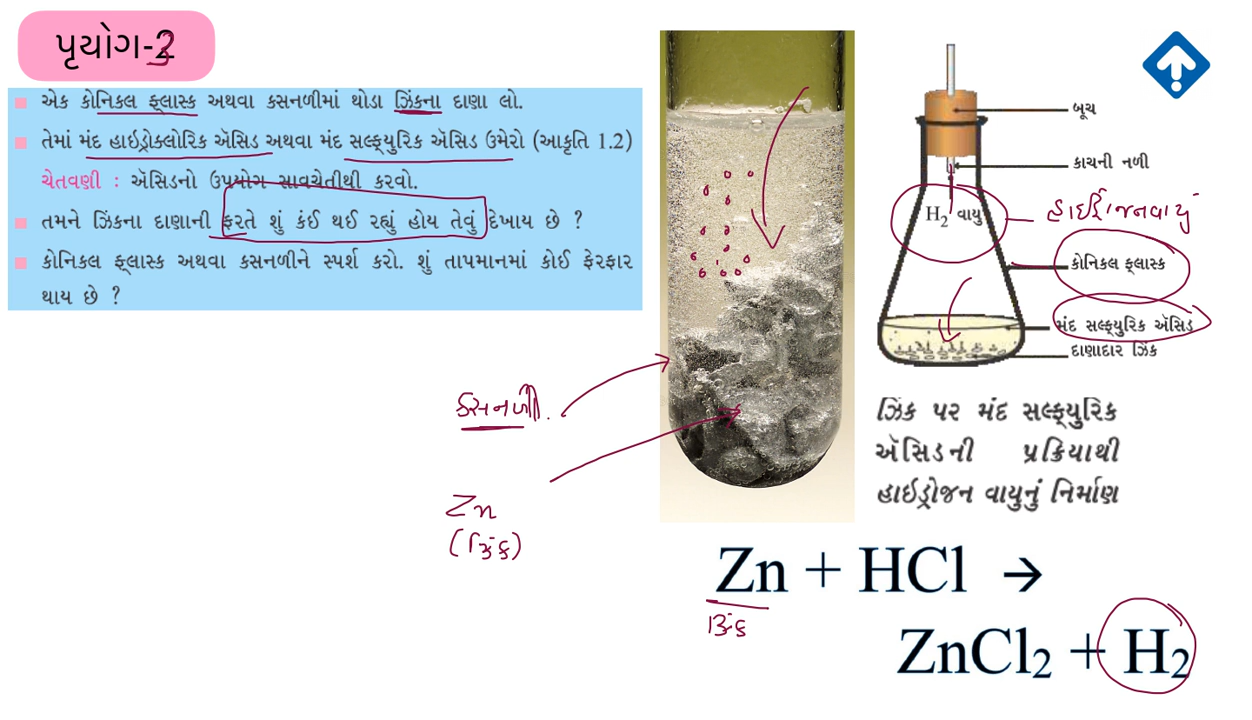 પૃયોગ-3
એક કોનિકલ ફ્લાસ્ક અથવા કસનળીમાં થોડા ઝિંકના દાણા લો.
તેમાં મંદ હાઇડ્રોક્લોરિક ઍસિડ અથવા મંદ સલ્ફ્યુરિક ઍસિડ ઉમેરો (આકૃતિ 1.2)
ચેતવણી : ઍસિડનો ઉપયોગ સાવચેતીથી કરવો.
તમને ઝિંકના દાણાની ફરતે શું કંઈ થઈ રહ્યું હોય તેવું દેખાય છે ?
કોનિકલ ફ્લાસ્ક અથવા કસનળીને સ્પર્શ કરો. શું તાપમાનમાં કોઈ ફેરફાર
થાય છે ?
કસનળી.
Zn
(ઝિંક)
બૂચ
કાચની નળી
H2 વાયુ
હાઈડ્રિજનવાયું
કોનિકલ ફ્લાસ્ક
મંદ સલ્ફ્યુરિક ઍસિડ
દાણાદાર ઝિંક
ઝિંક પર મંદ સલ્ફ્યુરિક
ઍસિડની પ્રક્રિયાથી
હાઇડ્રોજન વાયુનું નિર્માણ
Zn + HCl →
ઝિંક
ZnCl2 + H2